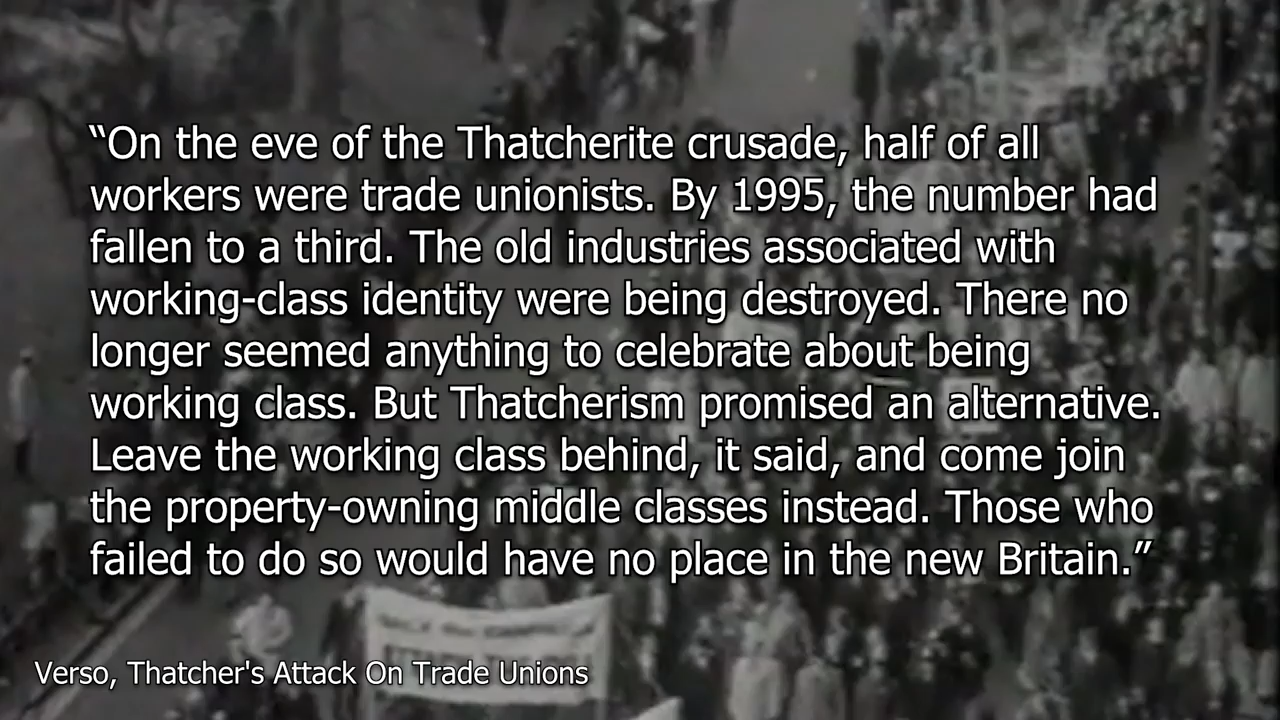 “On the eve of the Thatcherite crusade, half of all
workers were trade unionists. By 1995, the number had
fallen to a third. The old industries associated with
working-class identity were being destroyed. There no
longer seemed anything to celebrate about being
working class. But Thatcherism promised an alternative.
Leave the working class behind, it said, and come join
the property-owning middle classes instead. Those who
failed to do so would have no place in the new Britain.”
Verso, Thatcher's Attack On Trade Unions